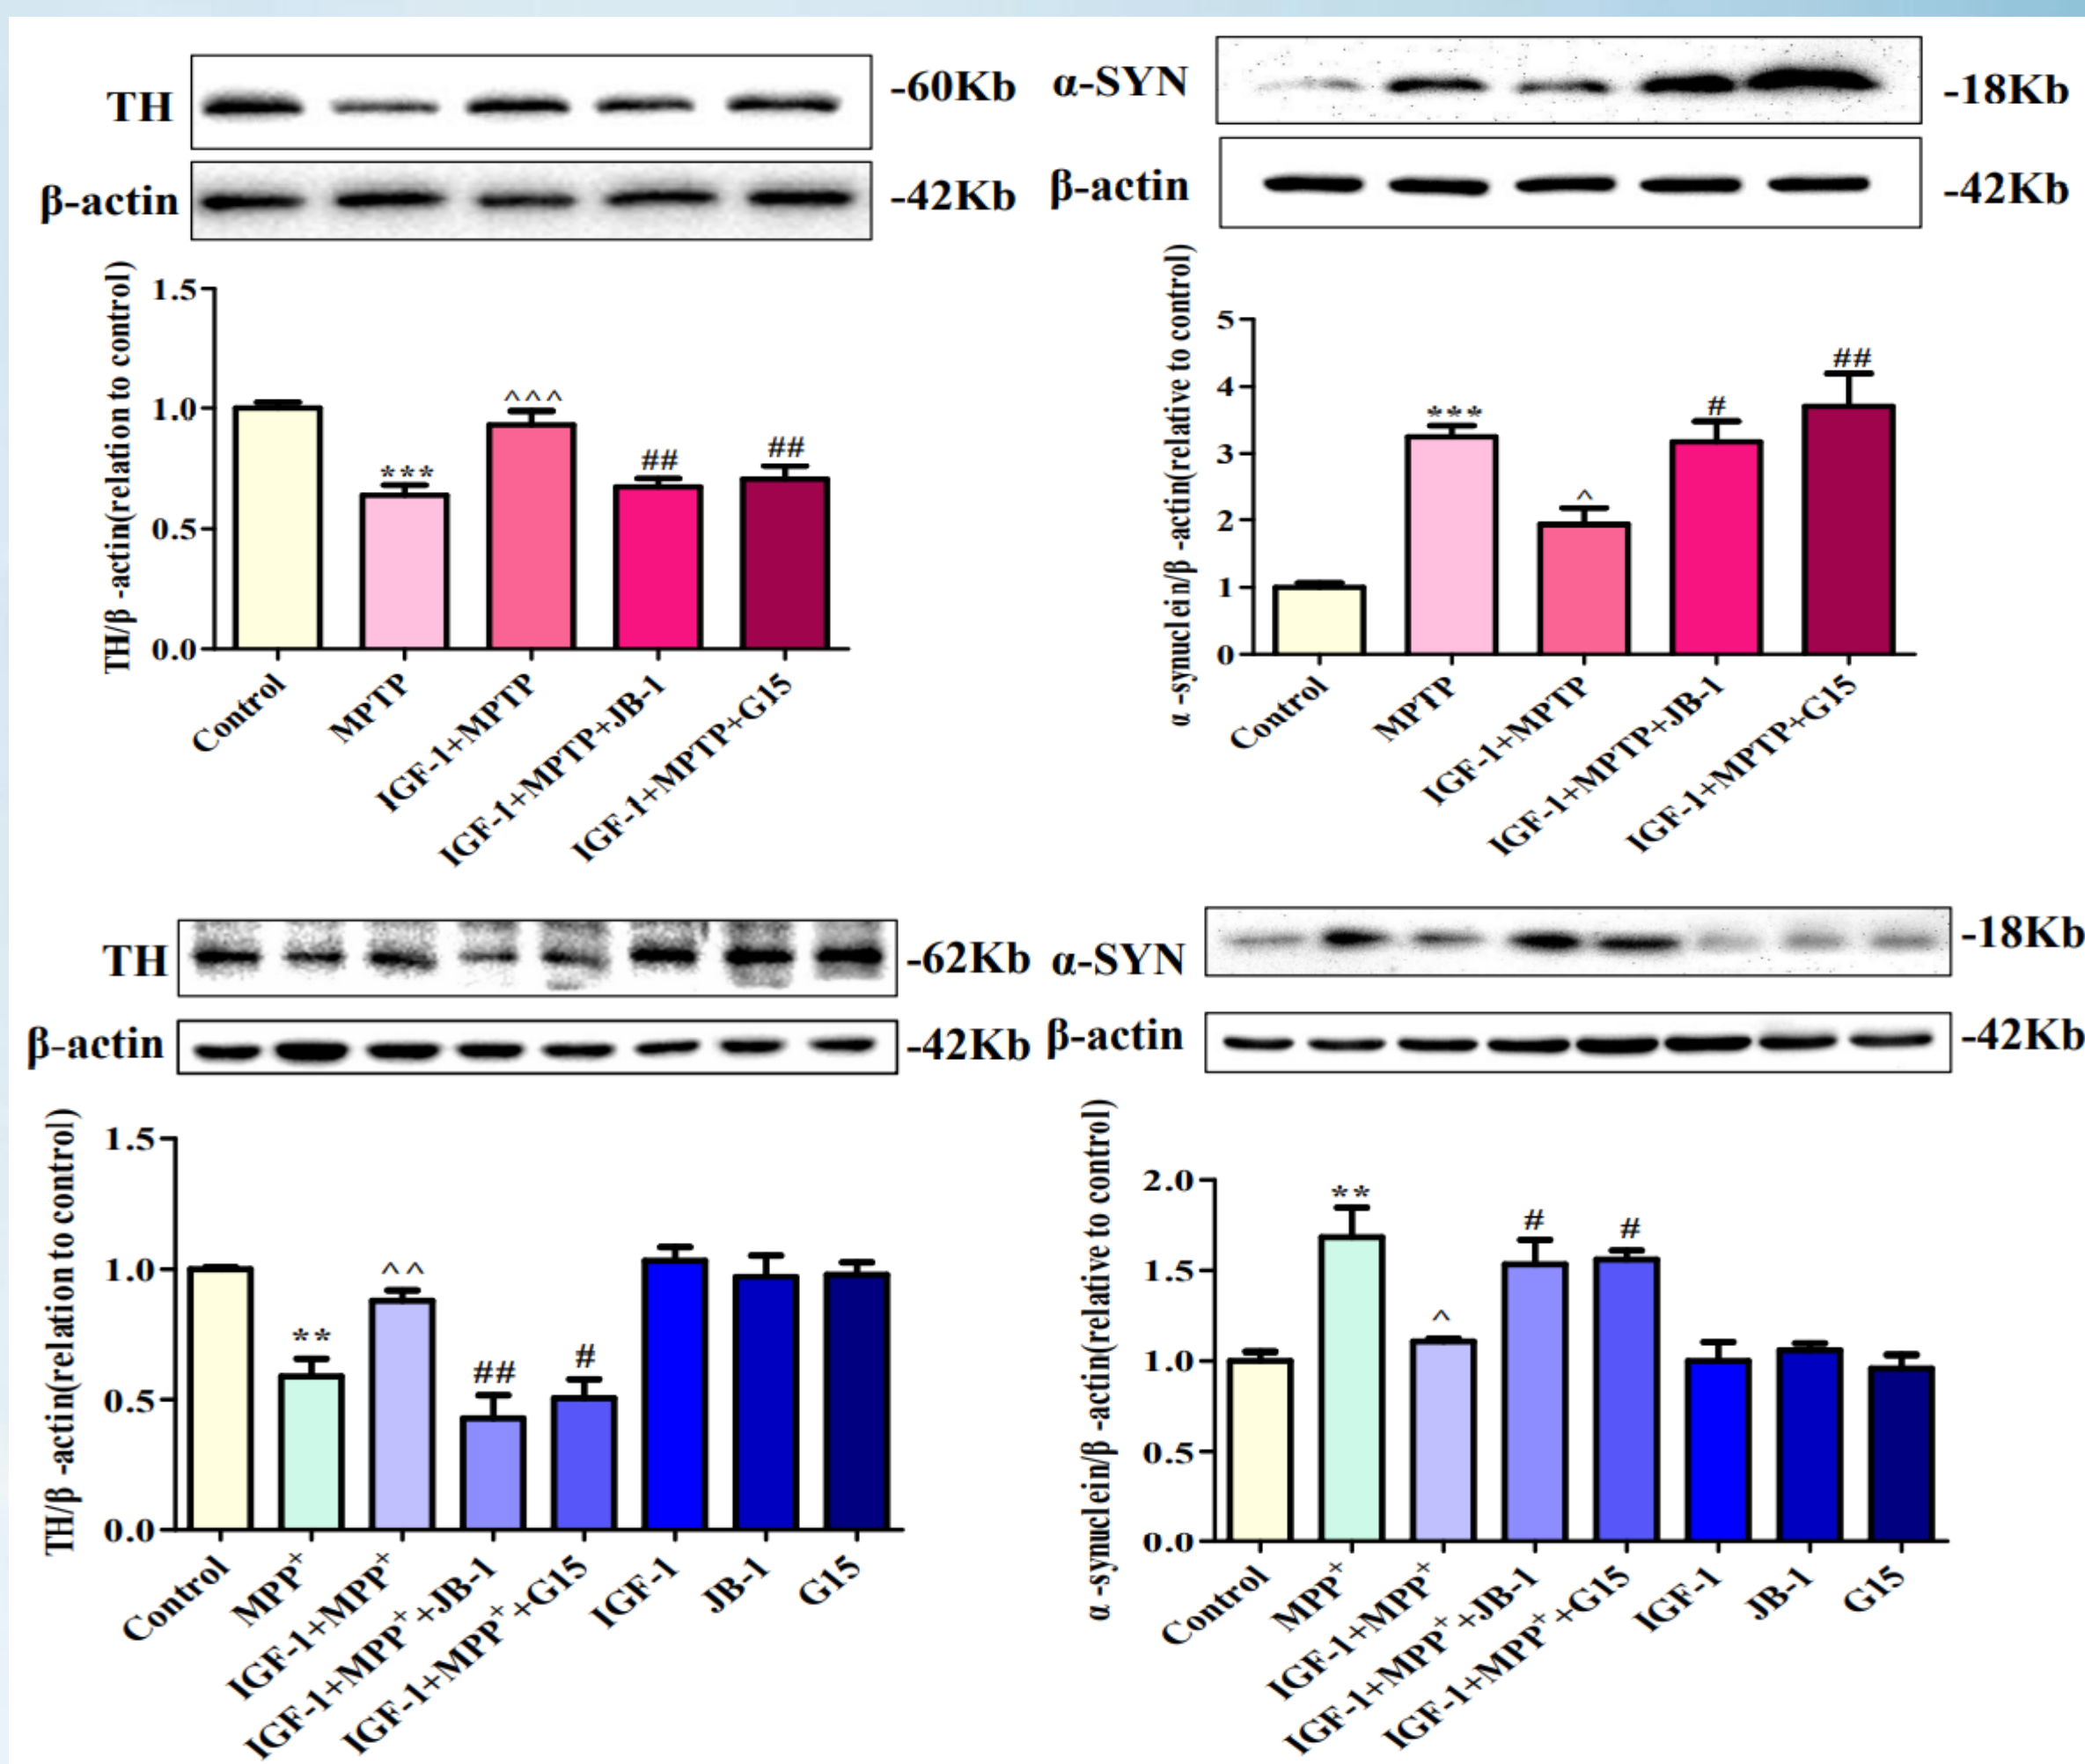 TH
-60Kb
β-actin
-42Kb
TH/β -actin(relation to control)
1.5
1.0
0.5
0.0
***
^^^
##
##
Control
MPTP
IGF-1+MPTP
IGF-1+MPTP+JB-1
IGF-1+MPTP+G15
α-SYN
-18Kb
β-actin
-42Kb
α -synuclein/β -actin(relative to control)
5
4
3
2
1
0
***
^
#
##
Control
MPTP
IGF-1+MPTP
IGF-1+MPTP+JB-1
IGF-1+MPTP+G15
TH
-62Kb
β-actin
-42Kb
TH/β -actin(relation to control)
1.5
1.0
0.5
0.0
**
^^
##
#
Control
MPP⁺
IGF-1+MPP⁺
IGF-1+MPP⁺+JB-1
IGF-1+MPP⁺+G15
IGF-1
JB-1
G15
α-SYN
-18Kb
β-actin
-42Kb
α -synuclein/β -actin(relative to control)
2.0
1.5
1.0
0.5
0.0
**
^
#
#
Control
MPP⁺
IGF-1+MPP⁺
IGF-1+MPP⁺+JB-1
IGF-1+MPP⁺+G15
IGF-1
JB-1
G15